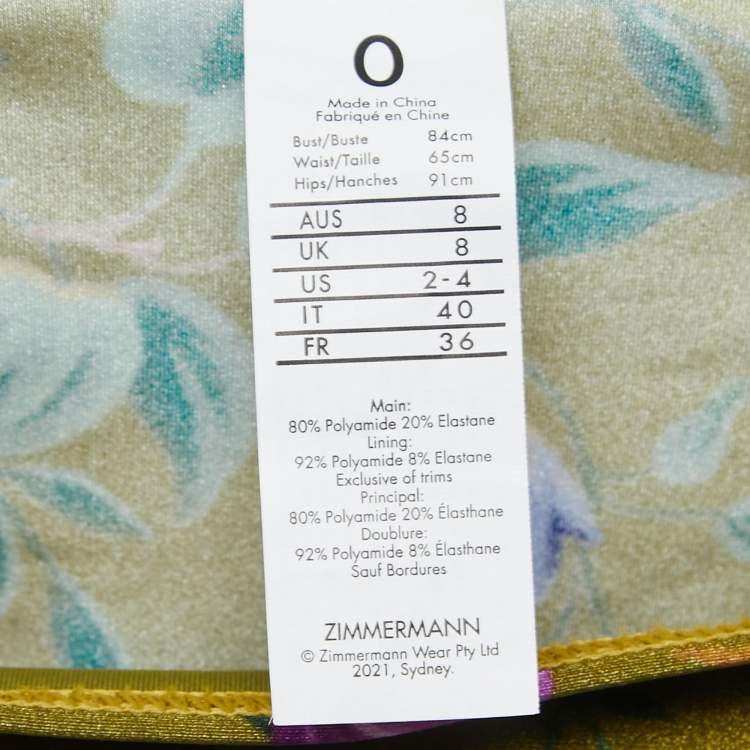 O
Made in China
Fabriqué en Chine
Bust/Buste 84cm
Waist/Taille 65cm
Hips/Hanches 91cm
AUS 8
UK 8
US 2-4
IT 40
FR 36
Main:
80% Polyamide 20% Elastane
Lining:
92% Polyamide 8% Elastane
Exclusive of trims
Principal:
80% Polyamide 20% Élasthane
Doublure:
92% Polyamide 8% Élasthane
Sauf Bordures
ZIMMERMANN
© Zimmermann Wear Pty Ltd
2021, Sydney.